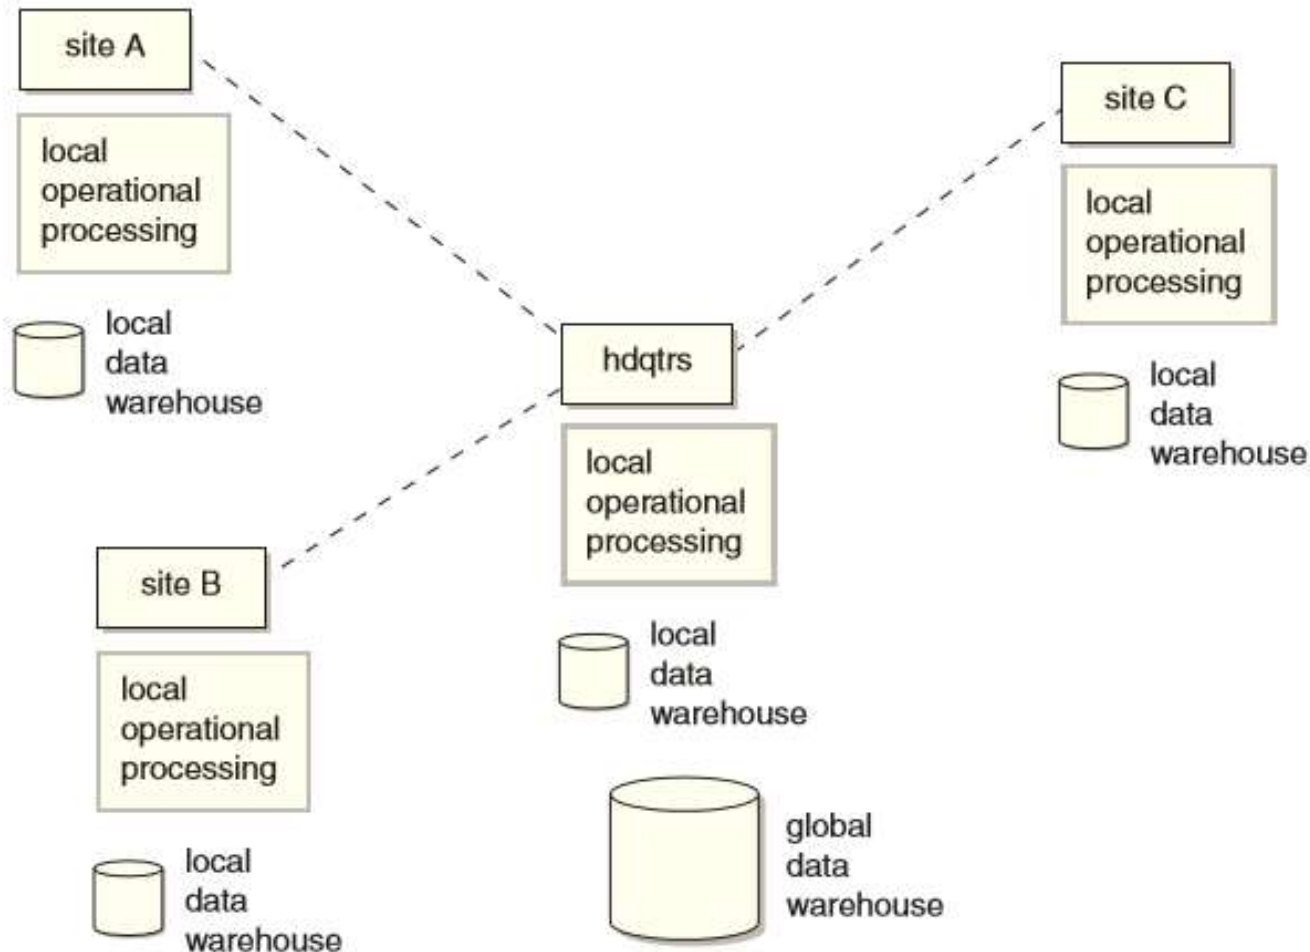 site A
local
operational
processing
local
data
warehouse
site B
local
operational
processing
local
data
warehouse
hdqtrs
local
operational
processing
local
data
warehouse
global
data
warehouse
site C
local
operational
processing
local
data
warehouse